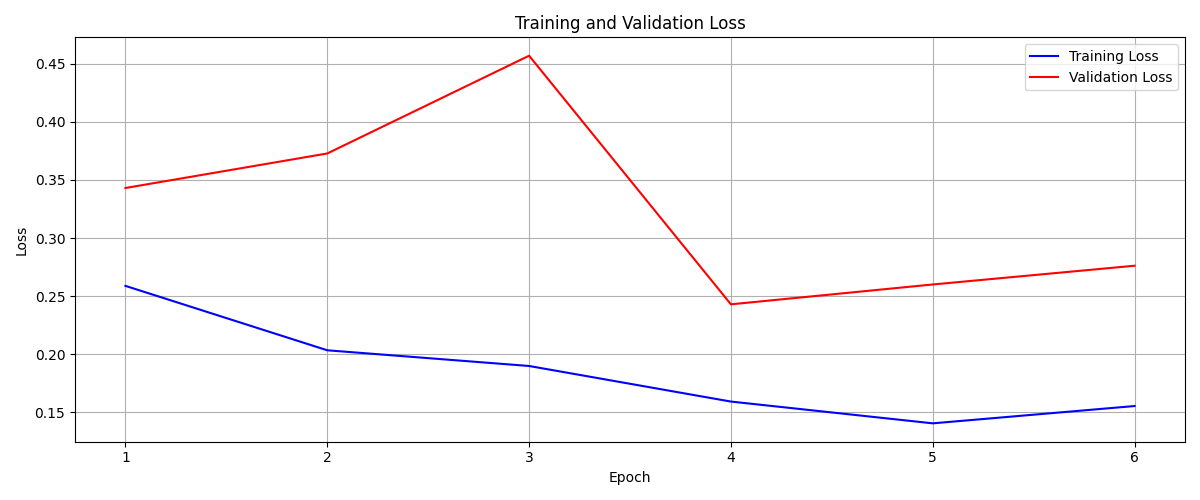 Training and Validation Loss
Training Loss
Validation Loss
0.45
0.40
0.35
0.30
0.25
0.20
0.15
Loss
1 2 3 4 5 6
Epoch